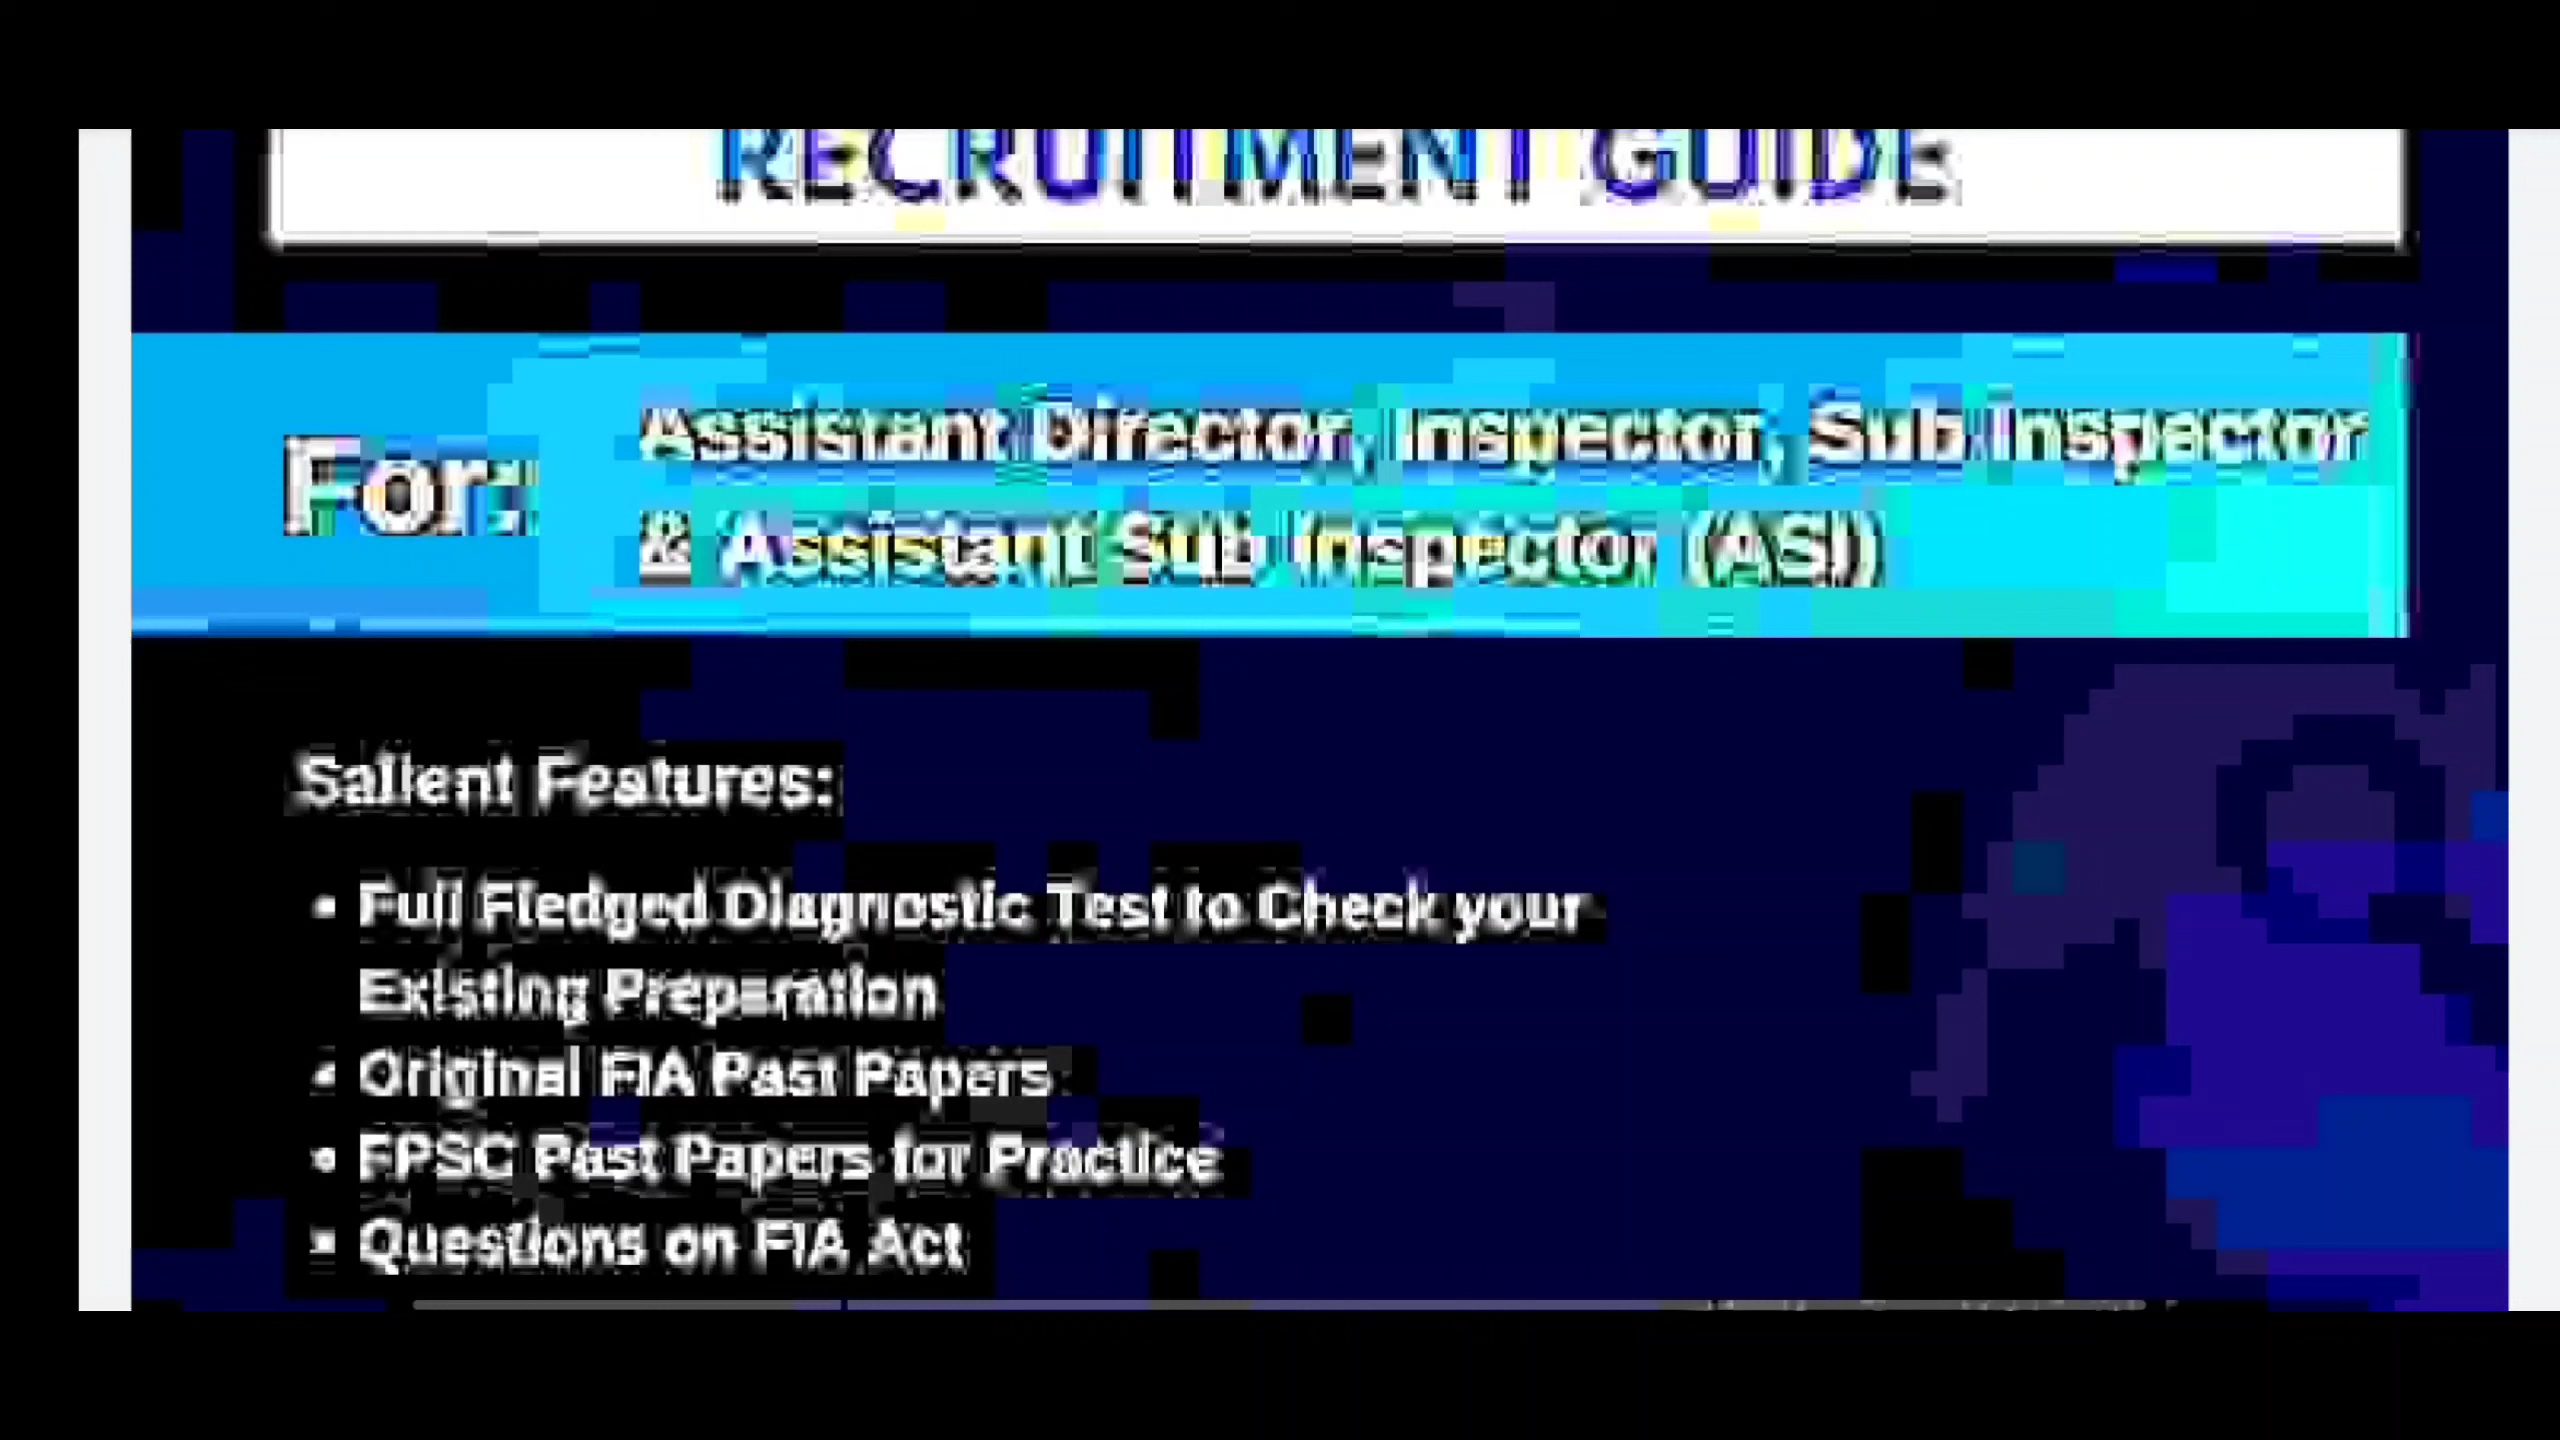 RECRUITMENT GUIDE
For:
Assistant Director, Inspector, Sub Inspector
& Assistant Sub Inspector (ASI)
Salient Features:
• Full Fledged Diagnostic Test to Check your
Existing Preparation
• Original FIA Past Papers
• FPSC Past Papers for Practice
• Questions on FIA Act